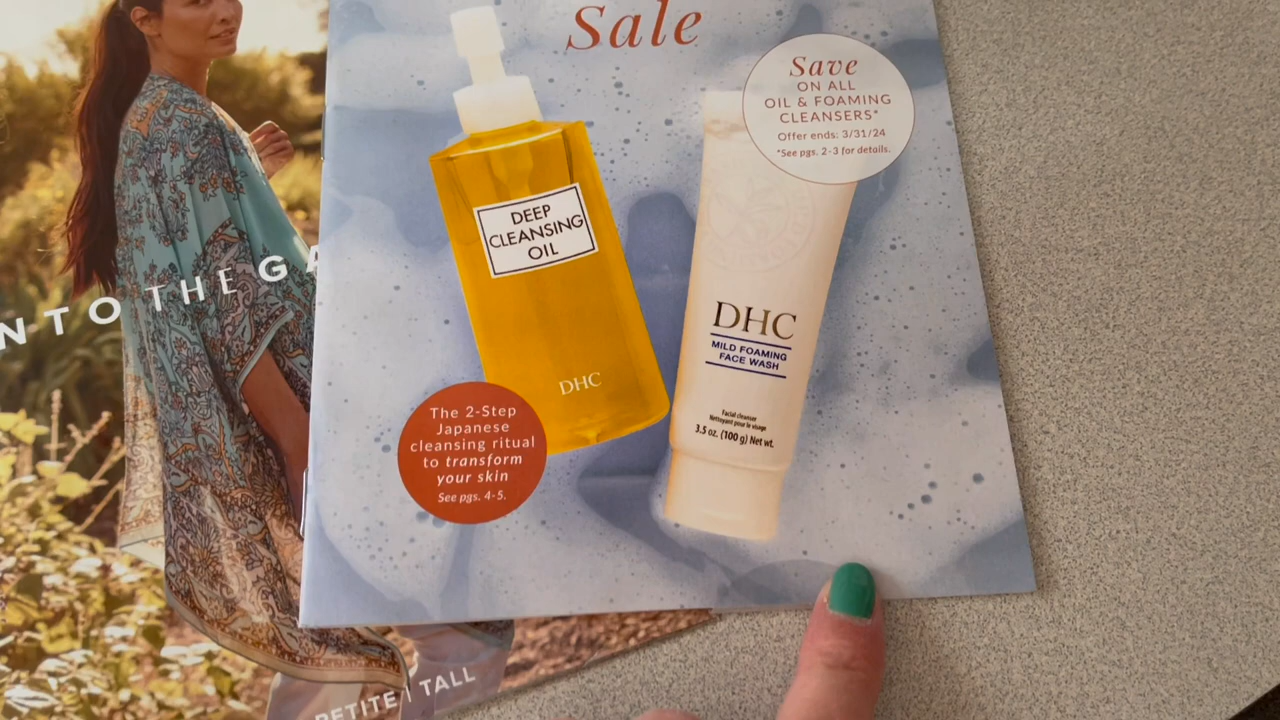 Sale
Save
ON ALL
OIL & FOAMING
CLEANSERS*
Offer ends: 3/31/24
*See pgs. 2-3 for details.
DEEP
CLEANSING
OIL
DHC
DHC
MILD FOAMING
FACE WASH
Facial cleanser
Nettoyant pour le visage
3.5 oz. (100 g) Net wt.
The 2-Step
Japanese
cleansing ritual
to transform
your skin
See pgs. 4-5.
NTO THE GA
PETITE | TALL